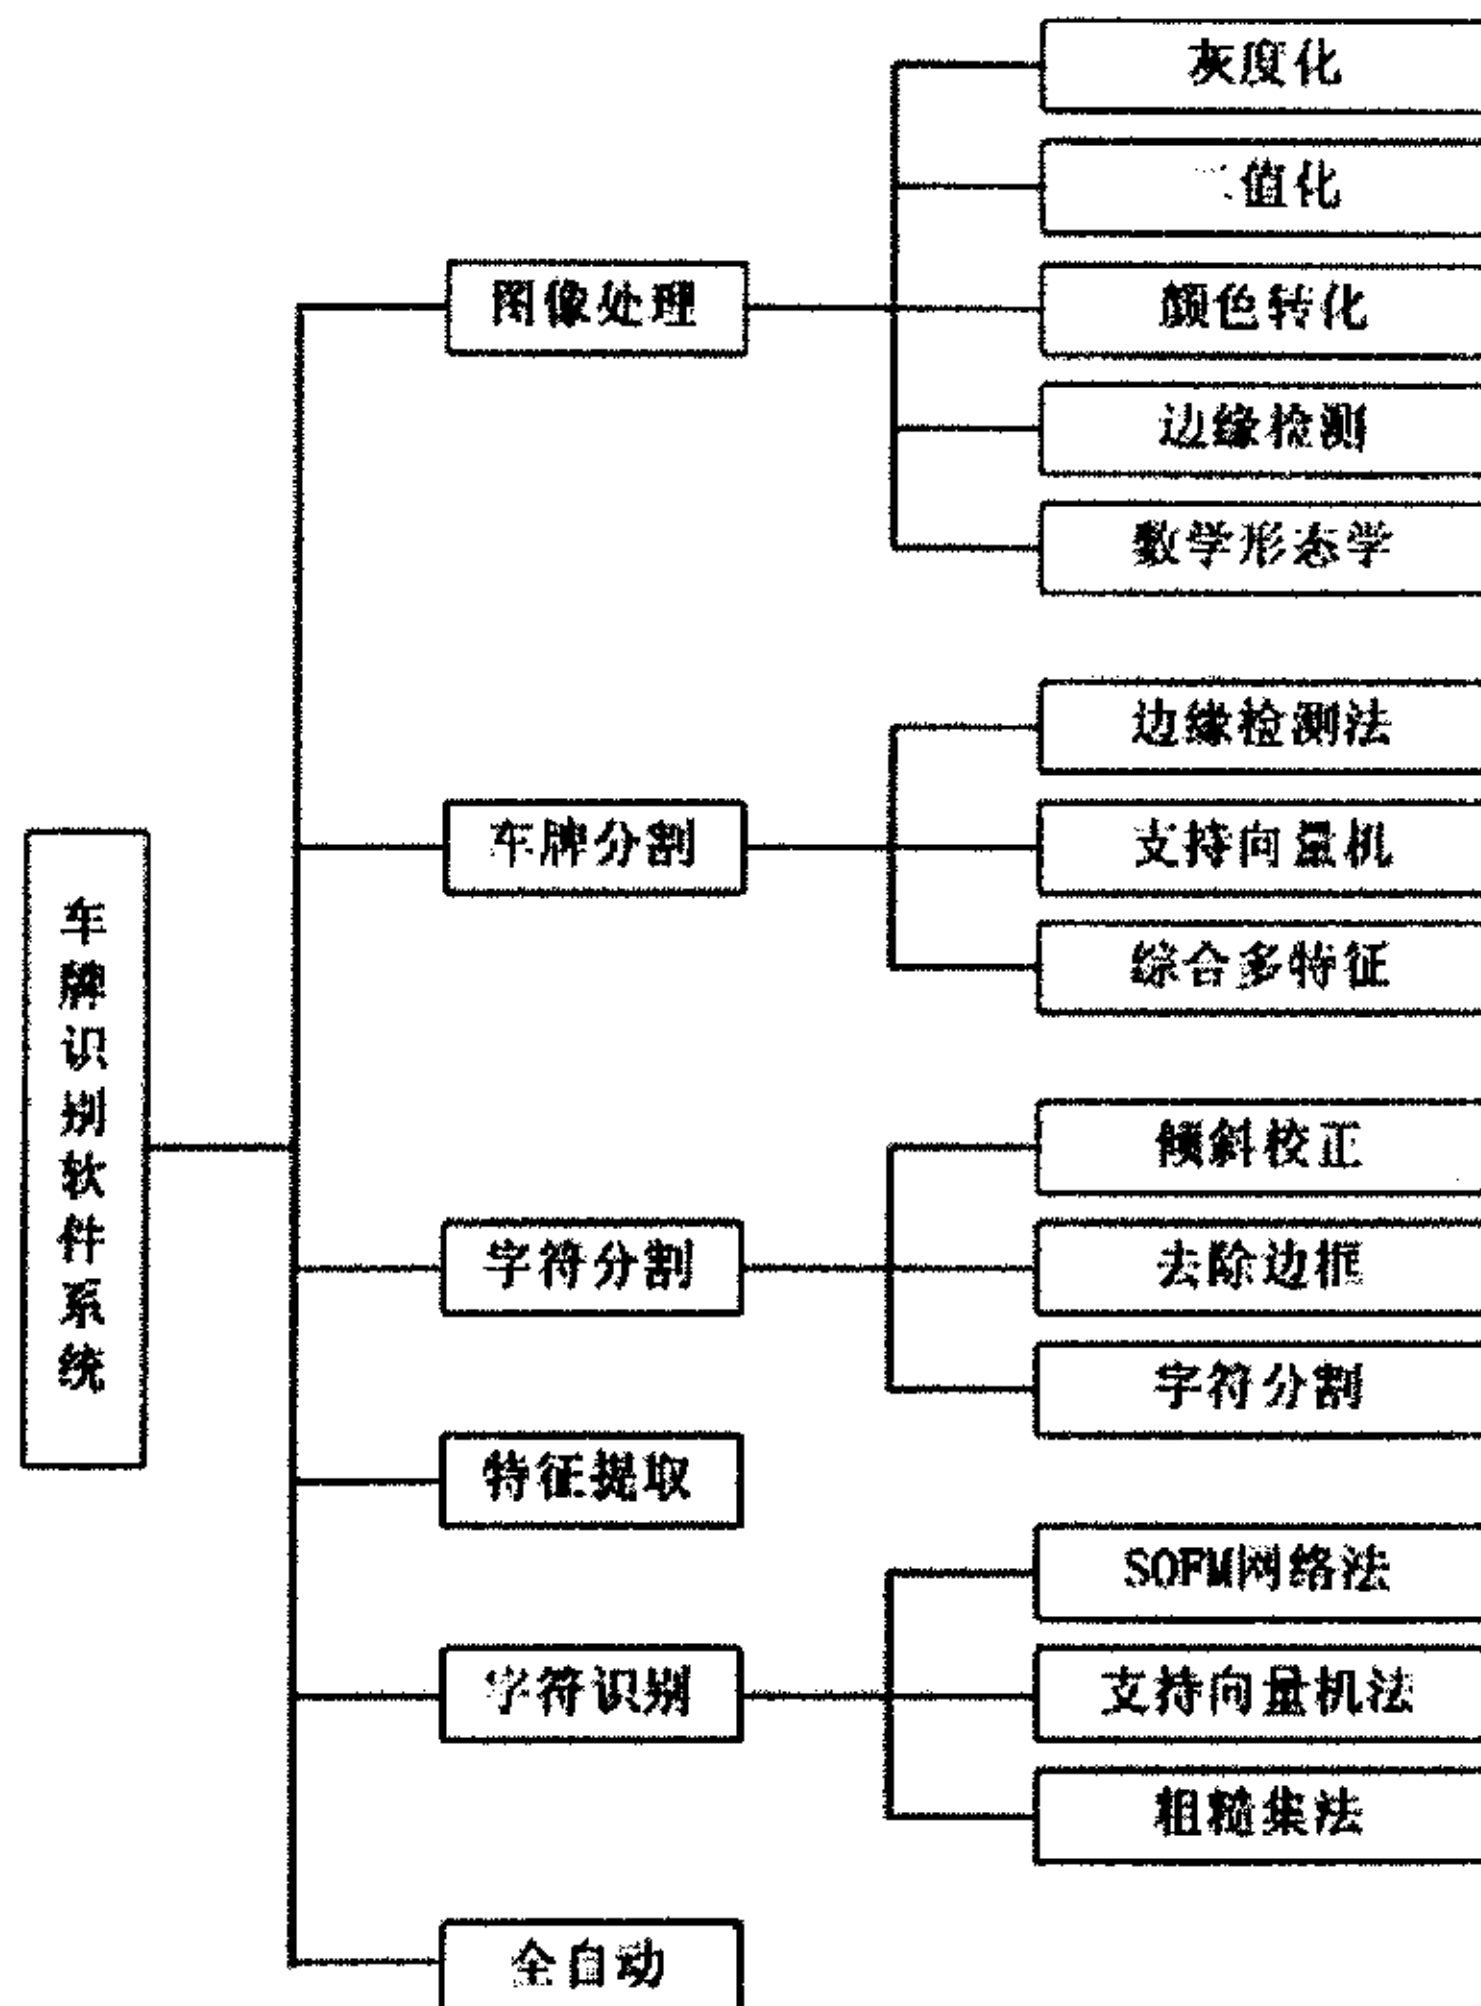 车牌识别软件系统
图像处理
灰度化
二值化
颜色转化
边缘检测
数学形态学
车牌分割
边缘检测法
支持向量机
综合多特征
字符分割
倾斜校正
去除边框
字符分割
特征提取
字符识别
SOFM网络法
支持向量机法
粗糙集法
全自动